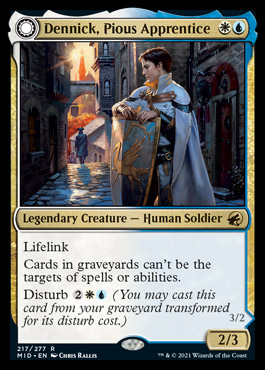 Dennick, Pious Apprentice
Legendary Creature — Human Soldier
Lifelink
Cards in graveyards can't be the
targets of spells or abilities.
Disturb 2 (You may cast this
card from your graveyard transformed
for its disturb cost.)
3/2
2/3
217/277 R
MID • EN CHRIS RALLIS
™ & © 2021 Wizards of the Coast